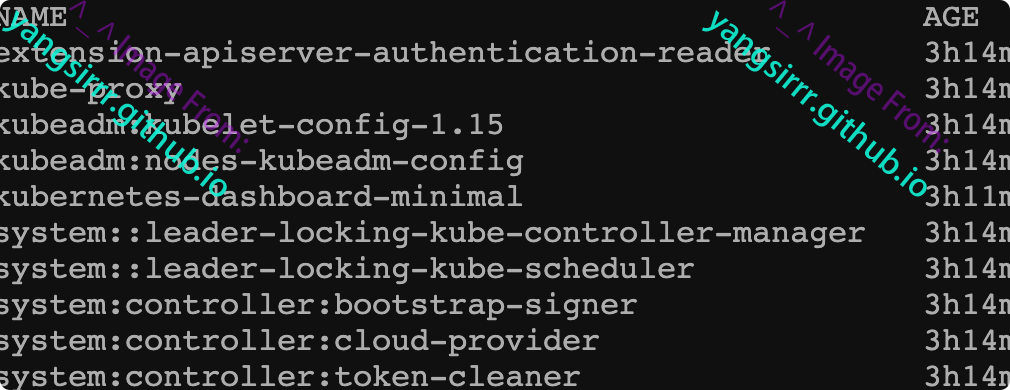 NAME AGE
extension-apiserver-authentication-reader 3h14m
kube-proxy 3h14m
kubeadm:kubelet-config-1.15 3h14m
kubeadm:nodes-kubeadm-config 3h14m
kubernetes-dashboard-minimal 3h11m
system::leader-locking-kube-controller-manager 3h14m
system::leader-locking-kube-scheduler 3h14m
system:controller:bootstrap-signer 3h14m
system:controller:cloud-provider 3h14m
system:controller:token-cleaner 3h14m
^_^Image From:
yangsirrr.github.io
^_^Image From:
yangsirrr.github.io